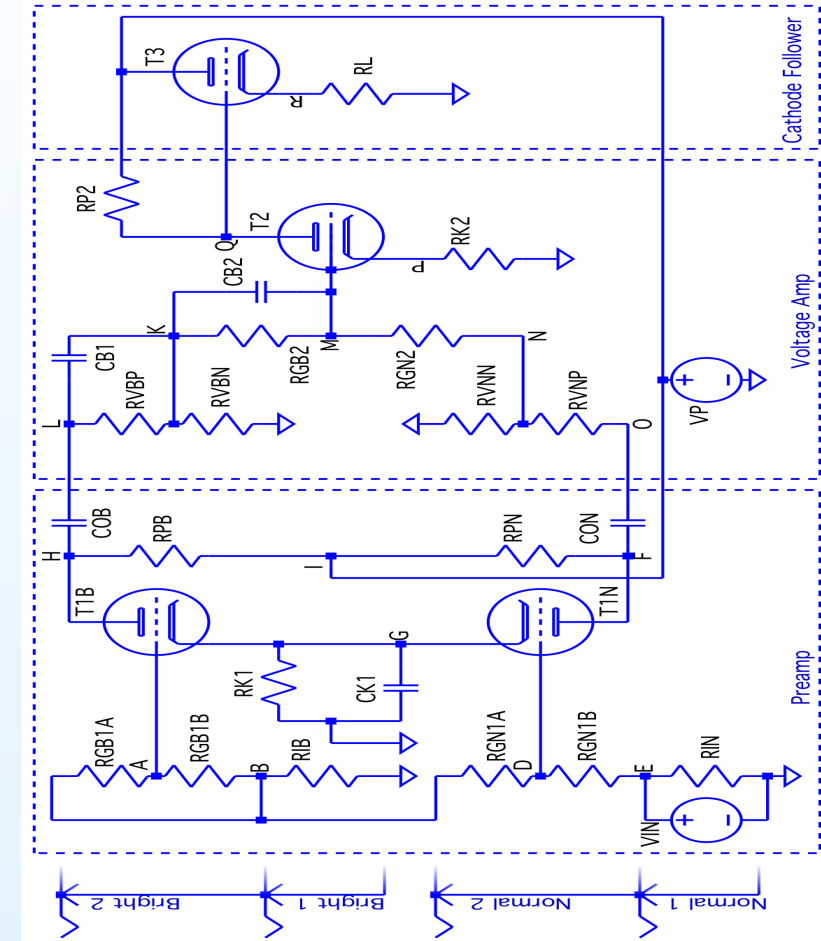 Cathode Follower
T3
RL
R
Voltage Amp
RP2
Q
T2
CB2
P
RK2
K
CB1
L
RVBP
RVBN
RGB2
M
RGN2
N
RVNN
RVNP
O
VP
Preamp
H
COB
RPB
I
RPN
CON
F
T1B
T1N
G
RK1
CK1
RGB1A
A
RGB1B
B
RIB
RGN1A
D
RGN1B
E
RIN
VIN
Bright 2
Bright 1
Normal 2
Normal 1